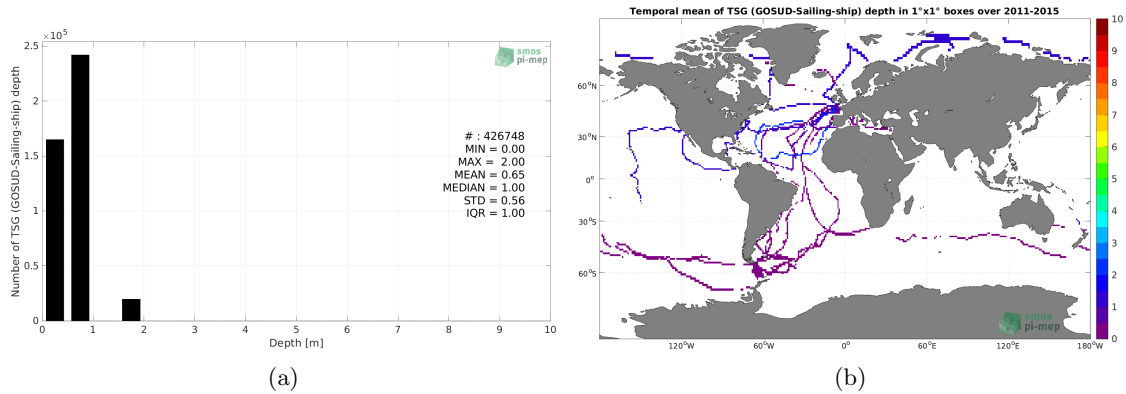 ×10⁵
2.5
2
1.5
1
0.5
0
Number of TSG (GOSUD-Sailing-ship) depth
smos
pi-mep
# : 426748
MIN = 0.00
MAX = 2.00
MEAN = 0.65
MEDIAN = 1.00
STD = 0.56
IQR = 1.00
0 1 2 3 4 5 6 7 8 9 10
Depth [m]
(a)
Temporal mean of TSG (GOSUD-Sailing-ship) depth in 1°x1° boxes over 2011-2015
60°N
30°N
0°
30°S
60°S
smos
pi-mep
120°W 60°W 0° 60°E 120°E 180°W
10
9
8
7
6
5
4
3
2
1
0
(b)